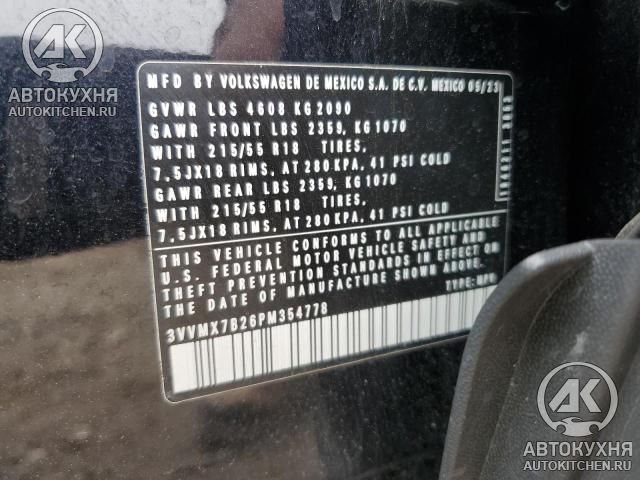 АВТОКУХНЯ
AUTOKITCHEN.RU
MFD BY VOLKSWAGEN DE MEXICO S.A. DE C.V. MEXICO 05/23
GVWR LBS 4608 KG 2090
GAWR FRONT LBS 2359, KG 1070
WITH 215/55 R18 TIRES,
7,5JX18 RIMS, AT 280 KPA, 41 PSI COLD
GAWR REAR LBS 2359, KG 1070
WITH 215/55 R18 TIRES,
7,5JX18 RIMS, AT 280 KPA, 41 PSI COLD
THIS VEHICLE CONFORMS TO ALL APPLICABLE
U.S. FEDERAL MOTOR VEHICLE SAFETY AND
THEFT PREVENTION STANDARDS IN EFFECT ON
THE DATE OF MANUFACTURE SHOWN ABOVE.
TYPE: MPV
3VVMX7B26PM354778
АК
АВТОКУХНЯ
AUTOKITCHEN.RU